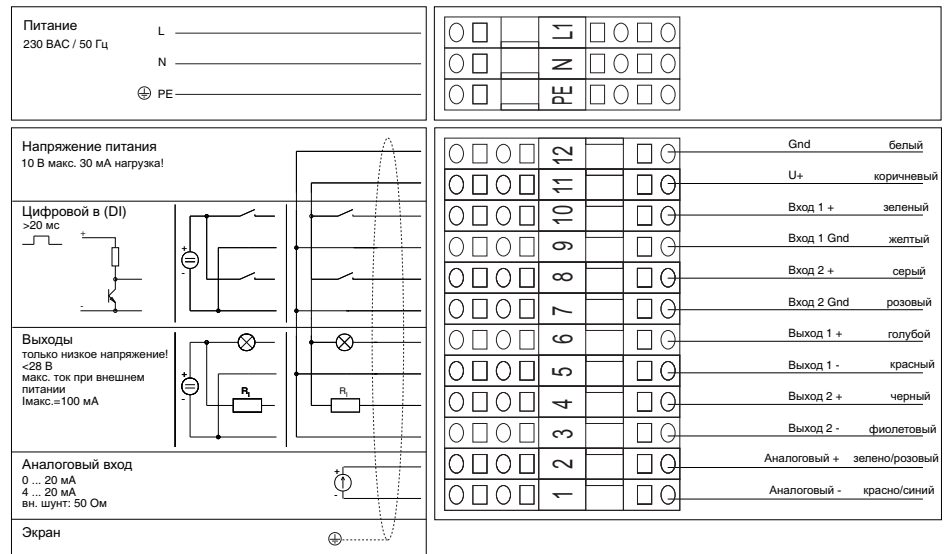 Питание
230 ВАС / 50 Гц
L
N
PE
L1
N
PE
Напряжение питания
10 В макс. 30 мА нагрузка!
Цифровой в (DI)
>20 мс
+
-
+
-
Выходы
только низкое напряжение!
<28 В
макс. ток при внешнем
питании
Iмакс.=100 мА
+
-
Ri
Ri
Аналоговый вход
0 ... 20 мА
4 ... 20 мА
вн. шунт: 50 Ом
+
-
Экран
12 Gnd белый
11 U+ коричневый
10 Вход 1 + зеленый
9 Вход 1 Gnd желтый
8 Вход 2 + серый
7 Вход 2 Gnd розовый
6 Выход 1 + голубой
5 Выход 1 - красный
4 Выход 2 + черный
3 Выход 2 - фиолетовый
2 Аналоговый + зелено/розовый
1 Аналоговый - красно/синий